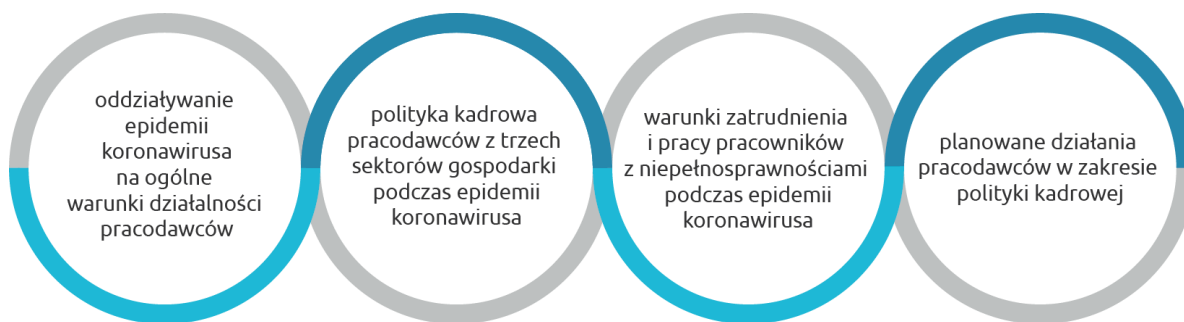 oddziaływanie
epidemii
koronawirusa
na ogólne
warunki działalności
pracodawców
polityka kadrowa
pracodawców z trzech
sektorów gospodarki
podczas epidemii
koronawirusa
warunki zatrudnienia
i pracy pracowników
z niepełnosprawnościami
podczas epidemii
koronawirusa
planowane działania
pracodawców w zakresie
polityki kadrowej